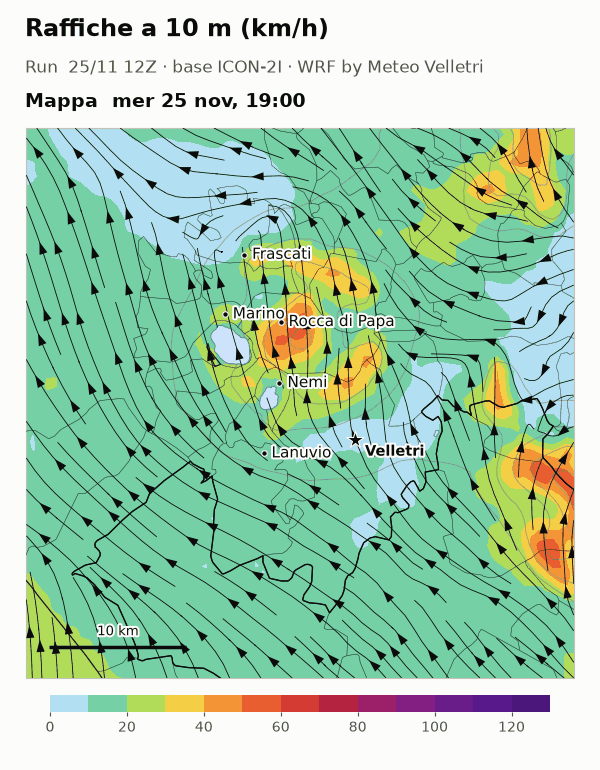 Raffiche a 10 m (km/h)
Run  25/11 12Z · base ICON-2I · WRF by Meteo Velletri
Mappa  mer 25 nov, 19:00
Frascati
Marino
Rocca di Papa
Nemi
Velletri
Lanuvio
10 km
0 20 40 60 80 100 120